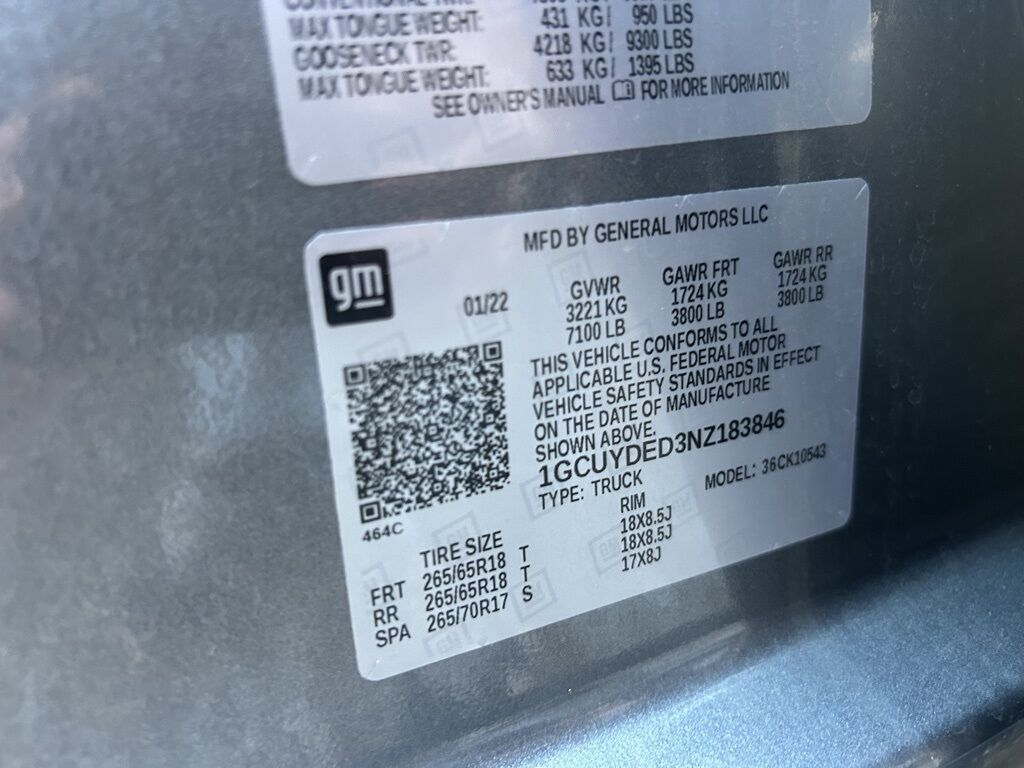 CONVENTIONAL TWR:
MAX TONGUE WEIGHT: 431 KG/ 950 LBS
GOOSENECK TWR: 4218 KG/ 9300 LBS
MAX TONGUE WEIGHT: 633 KG/ 1395 LBS
SEE OWNER'S MANUAL FOR MORE INFORMATION
gm
MFD BY GENERAL MOTORS LLC
01/22 GVWR GAWR FRT GAWR RR
3221 KG 1724 KG 1724 KG
7100 LB 3800 LB 3800 LB
THIS VEHICLE CONFORMS TO ALL
APPLICABLE U.S. FEDERAL MOTOR
VEHICLE SAFETY STANDARDS IN EFFECT
ON THE DATE OF MANUFACTURE
SHOWN ABOVE.
1GCUYDED3NZ183846
TYPE: TRUCK MODEL: 36CK10543
464C
TIRE SIZE RIM
FRT 265/65R18 T 18X8.5J
RR 265/65R18 T 18X8.5J
SPA 265/70R17 S 17X8J